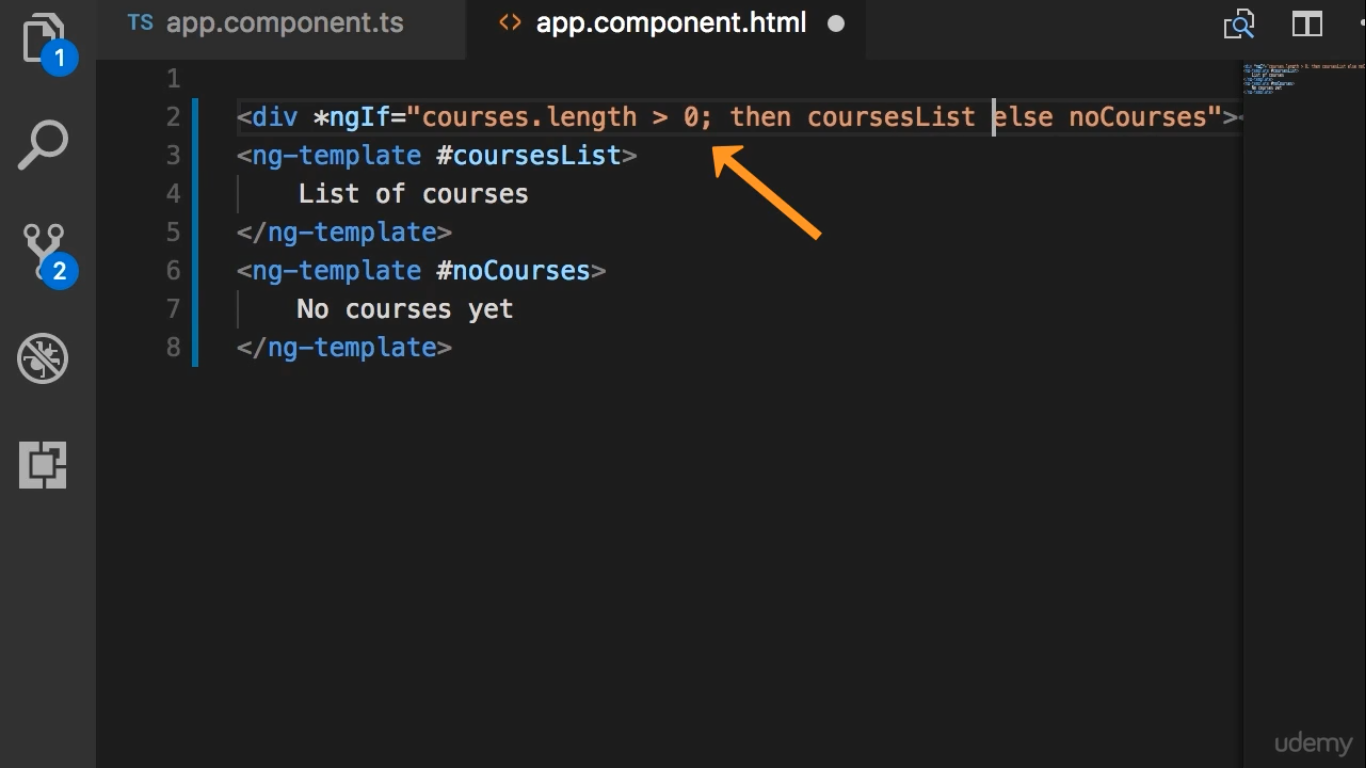 TS app.component.ts
<> app.component.html
1
1
2 <div *ngIf="courses.length > 0; then coursesList else noCourses"><
3 <ng-template #coursesList>
4 List of courses
5 </ng-template>
6 <ng-template #noCourses>
7 No courses yet
8 </ng-template>
2
udemy